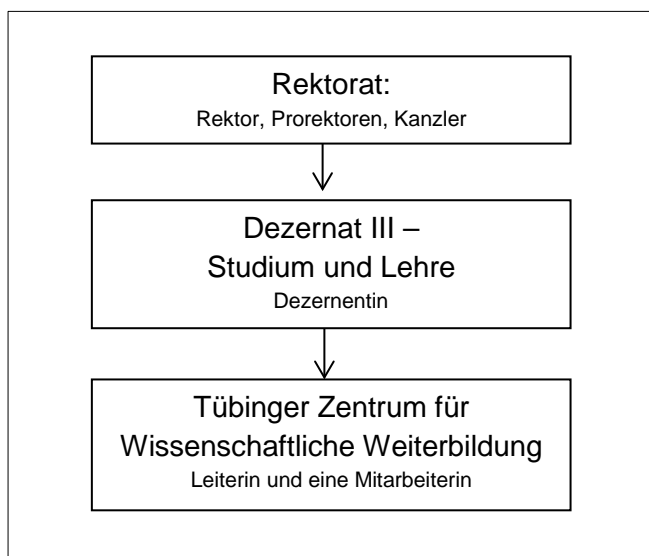 Rektorat:
Rektor, Prorektoren, Kanzler
Dezernat III –
Studium und Lehre
Dezernentin
Tübinger Zentrum für
Wissenschaftliche Weiterbildung
Leiterin und eine Mitarbeiterin